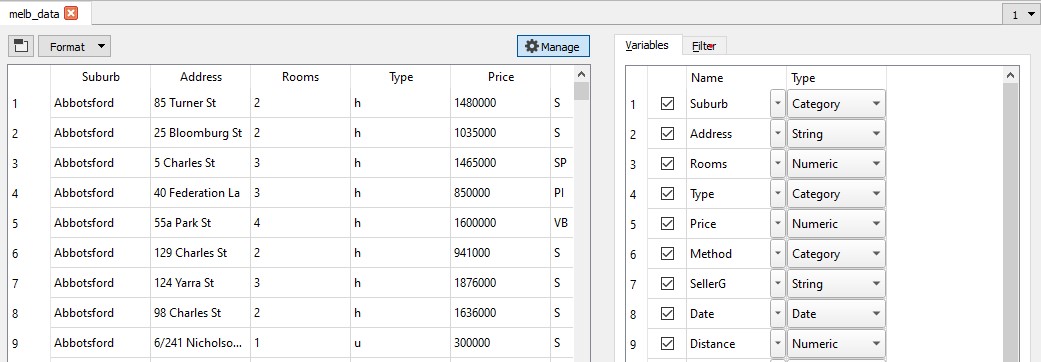 melb_data
1
Format
Manage
Variables Filter
Suburb Address Rooms Type Price
Name Type
1 Abbotsford 85 Turner St 2 h 1480000 S
2 Abbotsford 25 Bloomburg St 2 h 1035000 S
3 Abbotsford 5 Charles St 3 h 1465000 SP
4 Abbotsford 40 Federation La 3 h 850000 PI
5 Abbotsford 55a Park St 4 h 1600000 VB
6 Abbotsford 129 Charles St 2 h 941000 S
7 Abbotsford 124 Yarra St 3 h 1876000 S
8 Abbotsford 98 Charles St 2 h 1636000 S
9 Abbotsford 6/241 Nicholso... 1 u 300000 S
1 Suburb Category
2 Address String
3 Rooms Numeric
4 Type Category
5 Price Numeric
6 Method Category
7 SellerG String
8 Date Date
9 Distance Numeric